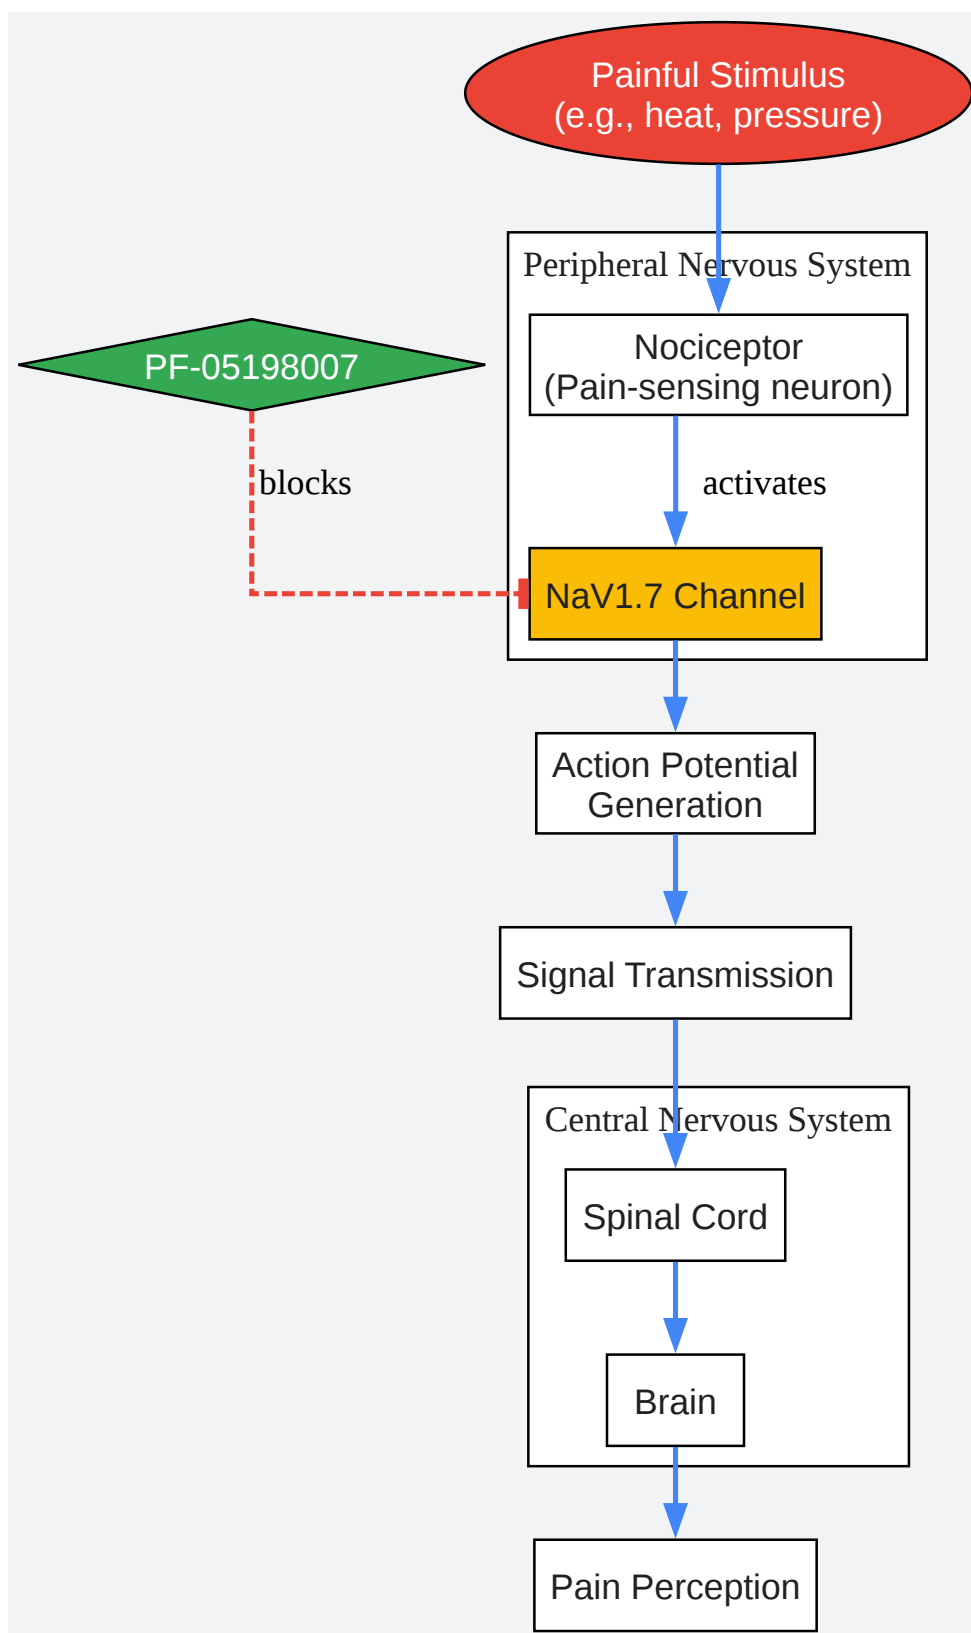 Painful Stimulus
(e.g., heat, pressure)
Peripheral Nervous System
Nociceptor
(Pain-sensing neuron)
PF-05198007
blocks
activates
NaV1.7 Channel
Action Potential
Generation
Signal Transmission
Central Nervous System
Spinal Cord
Brain
Pain Perception